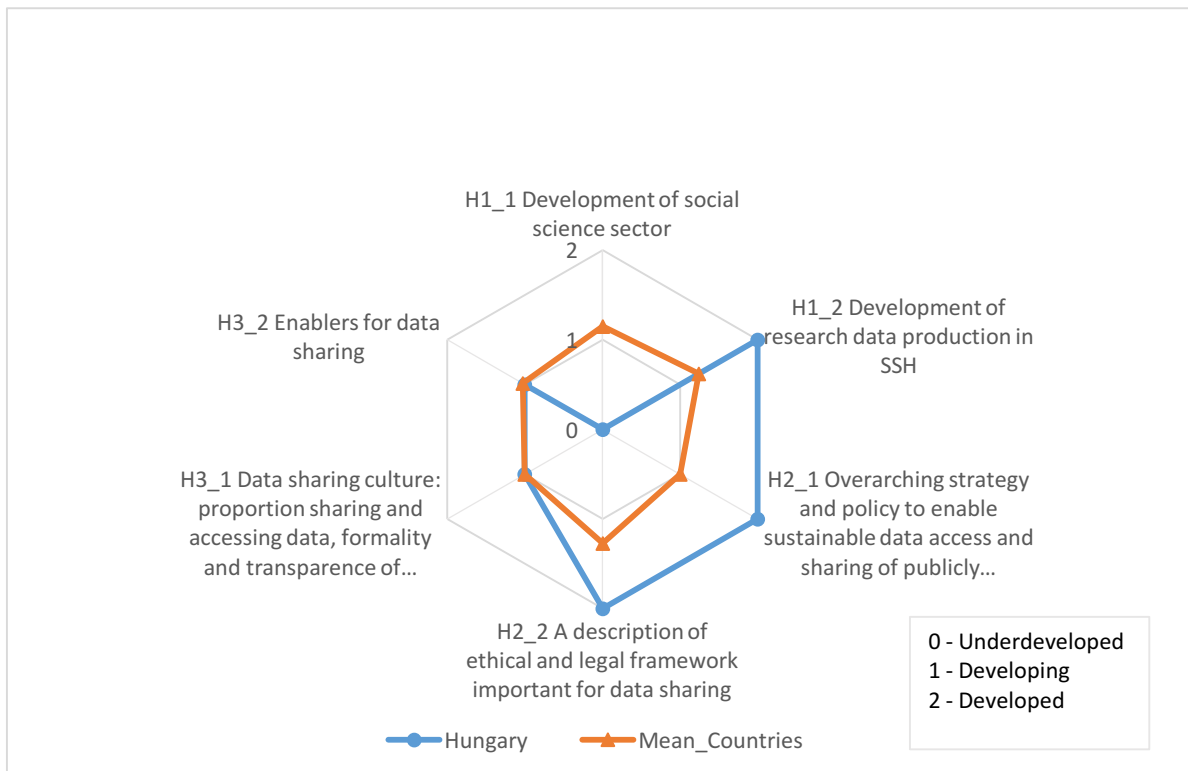 H1_1 Development of social
science sector
2
H1_2 Development of
research data production in
SSH
H3_2 Enablers for data
sharing
1
0
H3_1 Data sharing culture:
proportion sharing and
accessing data, formality
and transparence of...
H2_1 Overarching strategy
and policy to enable
sustainable data access and
sharing of publicly...
H2_2 A description of
ethical and legal framework
important for data sharing
0 - Underdeveloped
1 - Developing
2 - Developed
Hungary
Mean_Countries